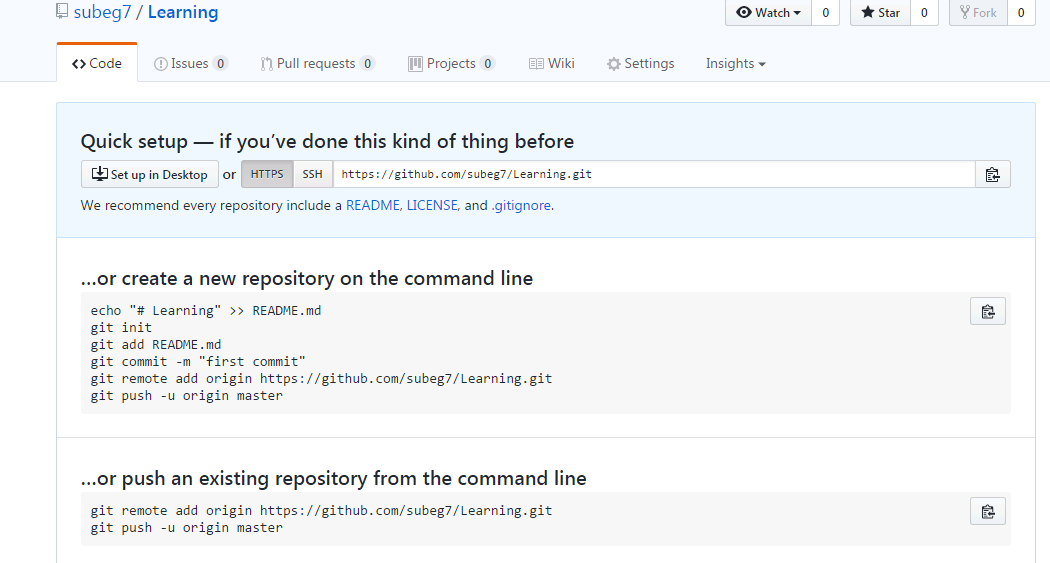 subeg7 / Learning
Watch 0 Star 0 Fork 0
Code Issues 0 Pull requests 0 Projects 0 Wiki Settings Insights
Quick setup — if you’ve done this kind of thing before
Set up in Desktop or HTTPS SSH https://github.com/subeg7/Learning.git
We recommend every repository include a README, LICENSE, and .gitignore.
…or create a new repository on the command line
echo "# Learning" >> README.md
git init
git add README.md
git commit -m "first commit"
git remote add origin https://github.com/subeg7/Learning.git
git push -u origin master
…or push an existing repository from the command line
git remote add origin https://github.com/subeg7/Learning.git
git push -u origin master